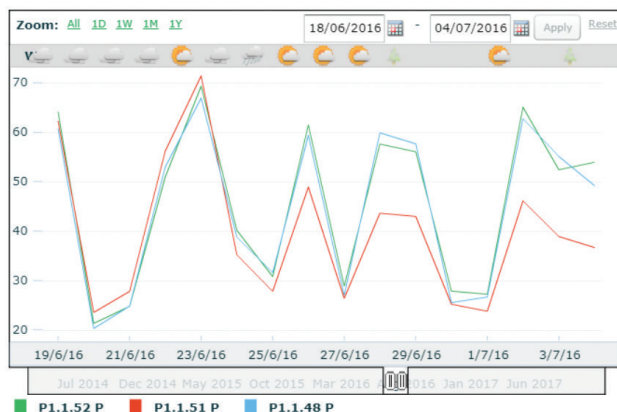 Zoom: All 1D 1W 1M 1Y 18/06/2016 - 04/07/2016 Apply Reset
70
60
50
40
30
20
19/6/16 21/6/16 23/6/16 25/6/16 27/6/16 29/6/16 1/7/16 3/7/16
Jul 2014 Dec 2014 May 2015 Oct 2015 Mar 2016 2016 Jan 2017 Jun 2017
P1.1.52 P P1.1.51 P P1.1.48 P